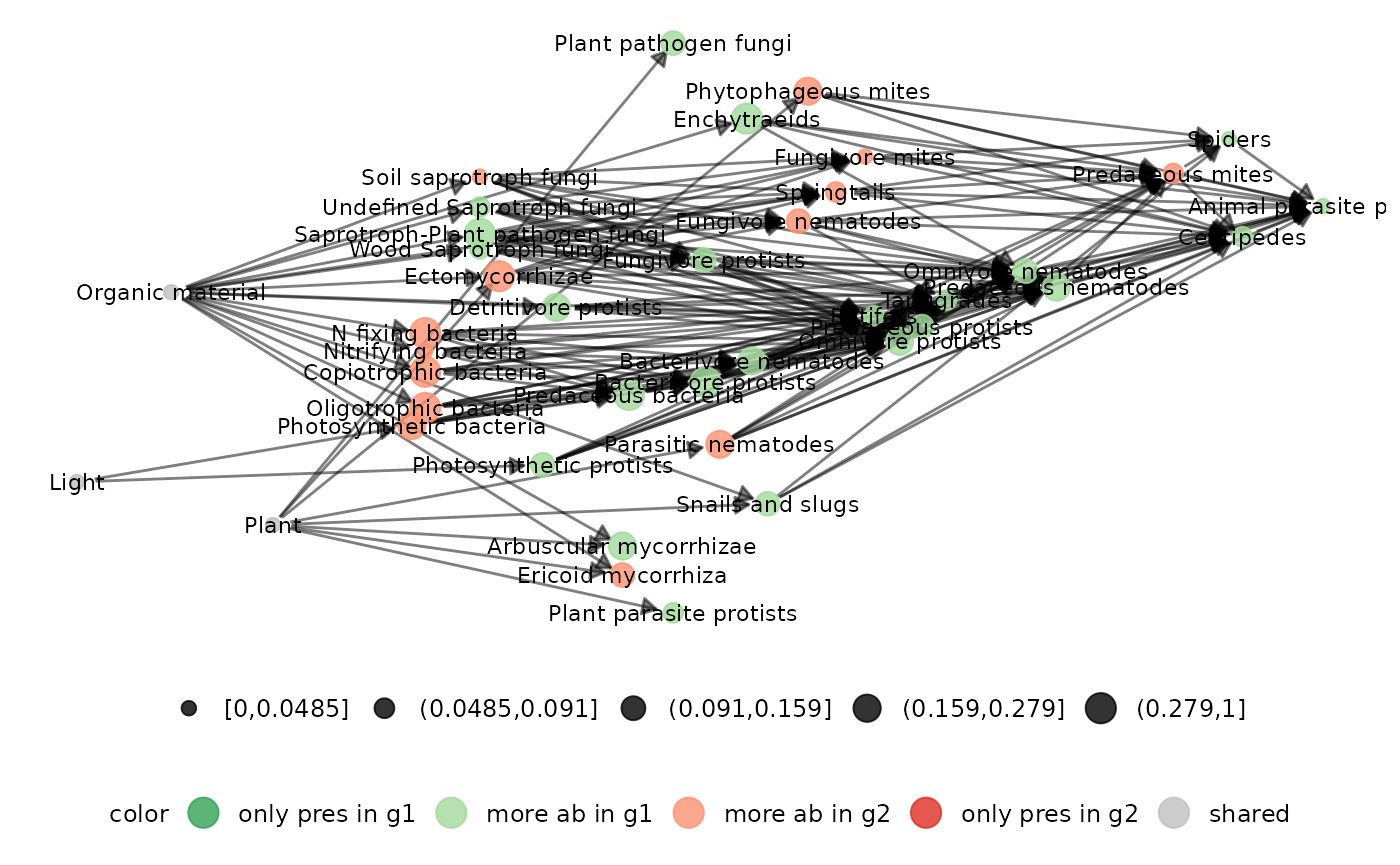 Plant pathogen fungi
Phytophageous mites
Enchytraeids
Spiders
Fungivore mites
Predaceous mites
Soil saprotroph fungi
Springtails
Undefined Saprotroph fungi
Animal parasite p
Fungivore nematodes
Saprotroph-Plant pathogen fungi
Centipedes
Wood Saprotroph fungi
Fungivore protists
Omnivore nematodes
Ectomycorrhizae
Predaceous nematodes
Organic material
Tardigrades
Detritivore protists
Rotifers
Predaceous protists
N fixing bacteria
Omnivore protists
Nitrifying bacteria
Bacterivore nematodes
Copiotrophic bacteria
Bacterivore protists
Predaceous bacteria
Oligotrophic bacteria
Photosynthetic bacteria
Parasitic nematodes
Photosynthetic protists
Light
Snails and slugs
Plant
Arbuscular mycorrhizae
Ericoid mycorrhiza
Plant parasite protists
[0,0.0485] (0.0485,0.091] (0.091,0.159] (0.159,0.279] (0.279,1]
color only pres in g1 more ab in g1 more ab in g2 only pres in g2 shared